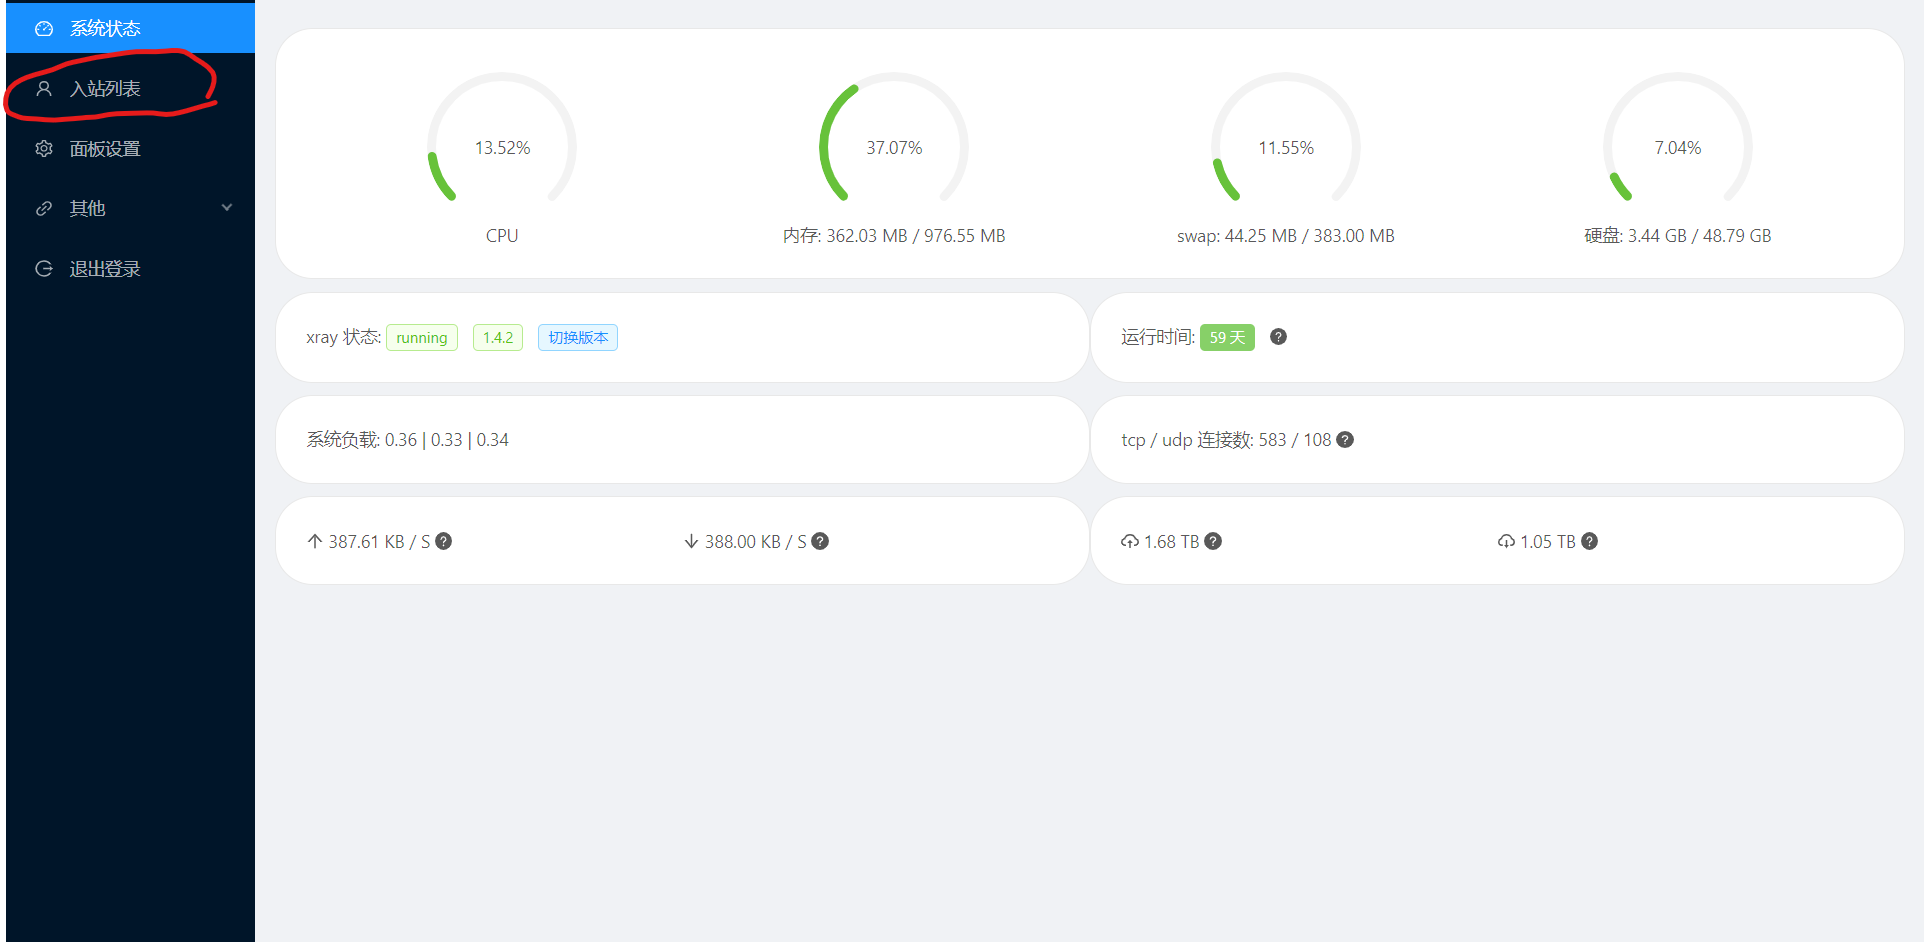 系统状态
入站列表
面板设置
其他
退出登录
13.52% 37.07% 11.55% 7.04%
CPU 内存: 362.03 MB / 976.55 MB swap: 44.25 MB / 383.00 MB 硬盘: 3.44 GB / 48.79 GB
xray 状态: running 1.4.2 切换版本 运行时间: 59 天 ?
系统负载: 0.36 | 0.33 | 0.34 tcp / udp 连接数: 583 / 108 ?
387.61 KB / S ? 388.00 KB / S ? 1.68 TB ? 1.05 TB ?